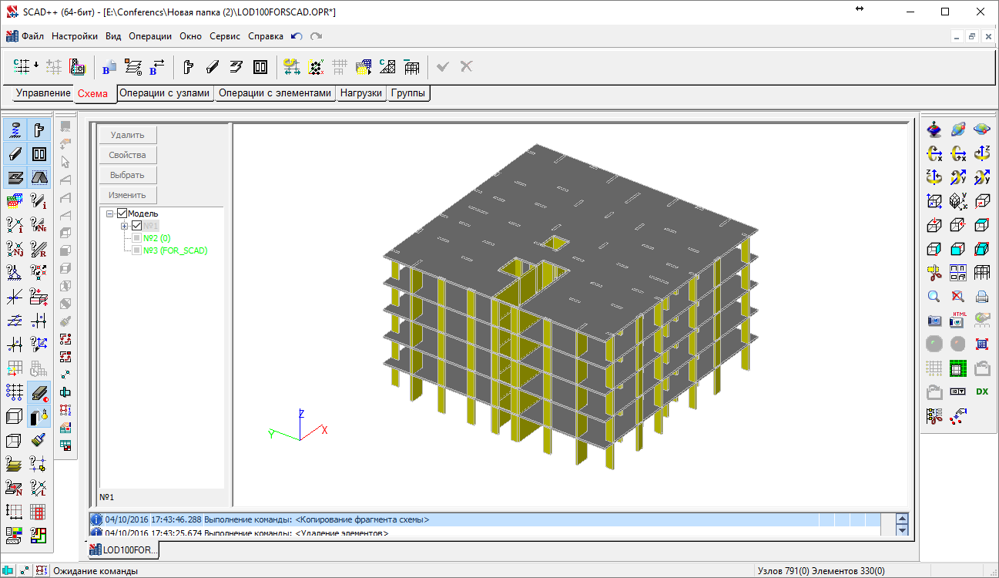 SCAD++ (64-бит) - [E:\Conferencs\Новая папка (2)\LOD100FORSCAD.OPR*]
Файл Настройки Вид Операции Окно Сервис Справка
Управление Схема Операции с узлами Операции с элементами Нагрузки Группы
Удалить
Свойства
Выбрать
Изменить
Модель
№1
№2 (0)
№3 (FOR_SCAD)
Z
Y X
№1
04/10/2016 17:43:46.288 Выполнение команды: <Копирование фрагмента схемы>
04/10/2016 17:43:25.674 Выполнение команды: <Удаление элементов>
LOD100FOR...
HTML
DX
Ожидание команды Узлов 791(0) Элементов 330(0)